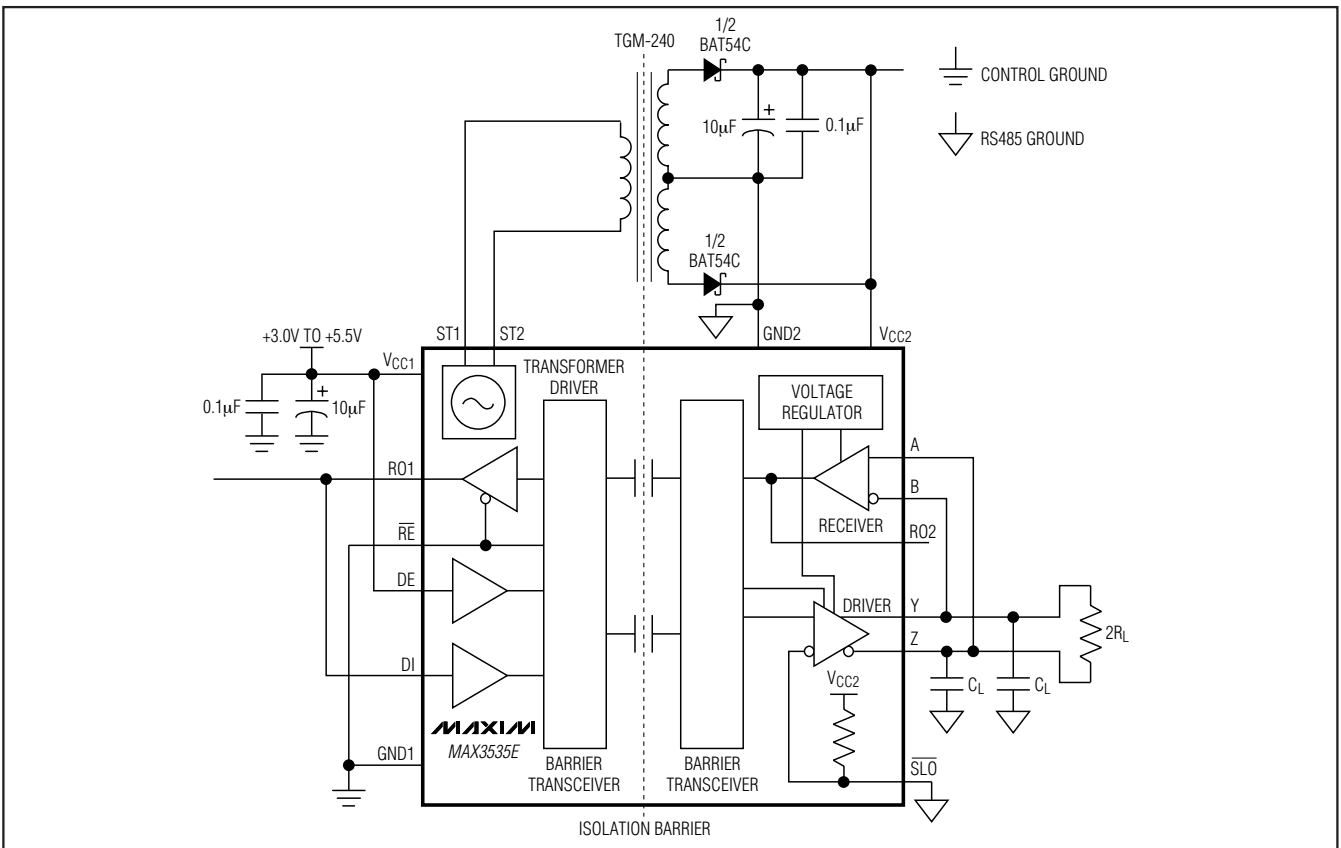 TGM-240
1/2
BAT54C
CONTROL GROUND
10μF
+
0.1μF
RS485 GROUND
1/2
BAT54C
ST1
ST2
GND2
VCC2
+3.0V TO +5.5V
VCC1
0.1μF
+
10μF
TRANSFORMER
DRIVER
VOLTAGE
REGULATOR
RO1
A
B
RECEIVER
RO2
RE
DE
DI
DRIVER
Y
Z
2RL
CL
CL
VCC2
MAXIM
MAX3535E
GND1
BARRIER
TRANSCEIVER
BARRIER
TRANSCEIVER
SLO
ISOLATION BARRIER